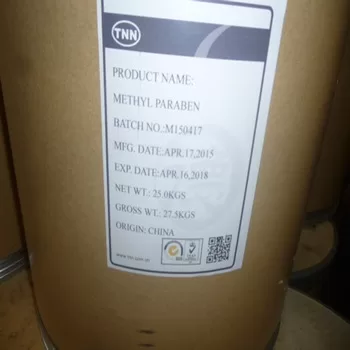 TNN
PRODUCT NAME:
METHYL PARABEN
BATCH NO.:M150417
MFG. DATE:APR.17,2015
EXP. DATE:APR.16,2018
NET WT.: 25.0KGS
GROSS WT.:27.5KGS
ORIGIN: CHINA